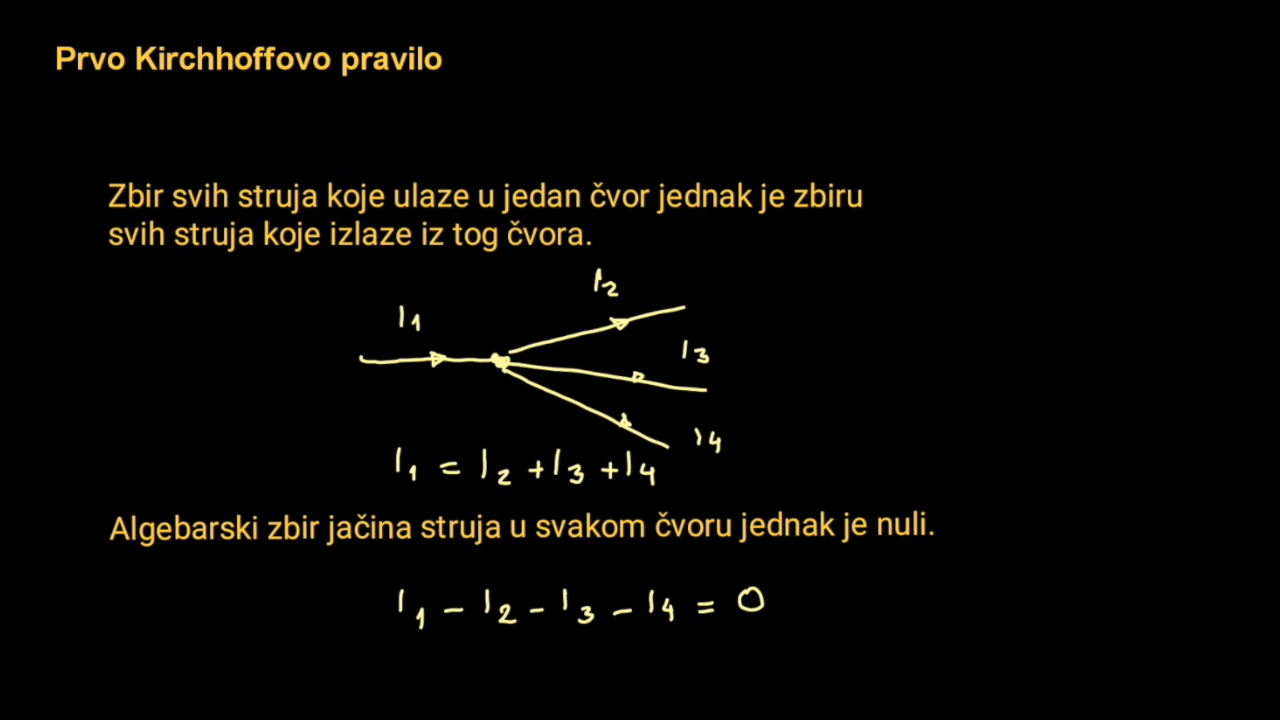 Prvo Kirchhoffovo pravilo
Zbir svih struja koje ulaze u jedan čvor jednak je zbiru
svih struja koje izlaze iz tog čvora.
I2
I1
I3
I4
I1 = I2 + I3 + I4
Algebarski zbir jačina struja u svakom čvoru jednak je nuli.
I1 - I2 - I3 - I4 = 0